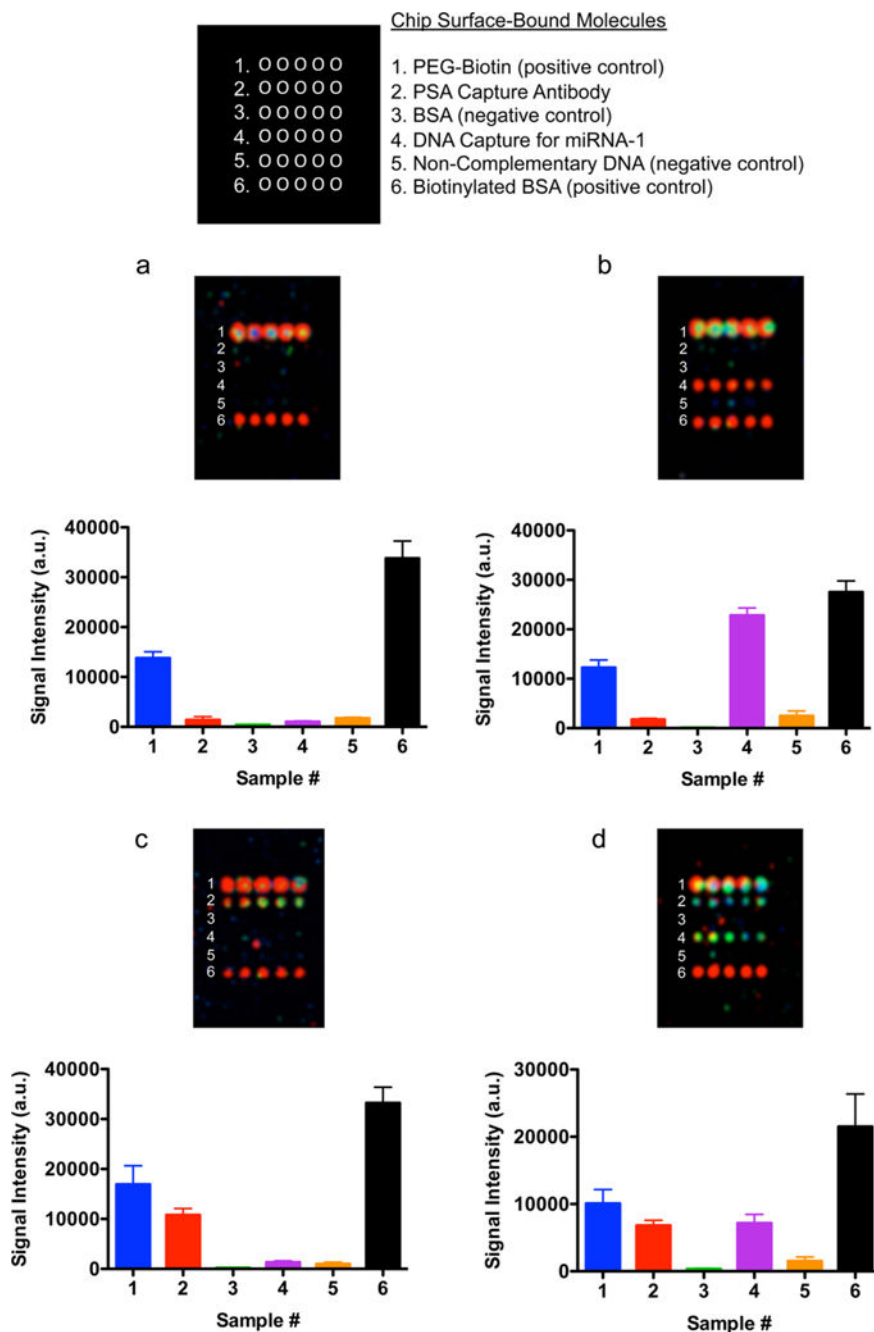 Chip Surface-Bound Molecules
1. O O O O O
2. O O O O O
3. O O O O O
4. O O O O O
5. O O O O O
6. O O O O O
1. PEG-Biotin (positive control)
2. PSA Capture Antibody
3. BSA (negative control)
4. DNA Capture for miRNA-1
5. Non-Complementary DNA (negative control)
6. Biotinylated BSA (positive control)
a
1
2
3
4
5
6
Signal Intensity (a.u.)
40000
30000
20000
10000
0
1 2 3 4 5 6
Sample #
b
1
2
3
4
5
6
Signal Intensity (a.u.)
40000
30000
20000
10000
0
1 2 3 4 5 6
Sample #
c
1
2
3
4
5
6
Signal Intensity (a.u.)
40000
30000
20000
10000
0
1 2 3 4 5 6
Sample #
d
1
2
3
4
5
6
Signal Intensity (a.u.)
30000
20000
10000
0
1 2 3 4 5 6
Sample #